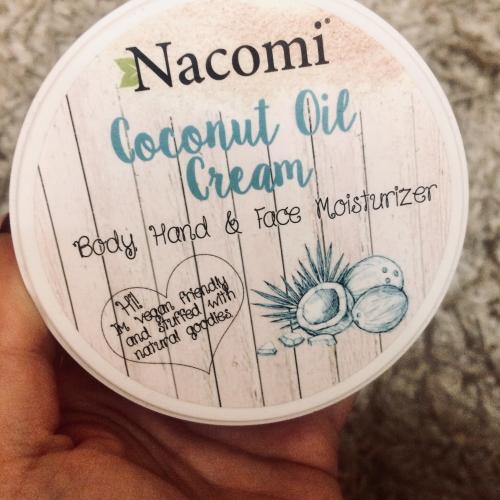 Nacomi
Coconut Oil
Cream
Body Hand & Face Moisturizer
Hi!
I'm vegan friendly
and stuffed with
natural goodies